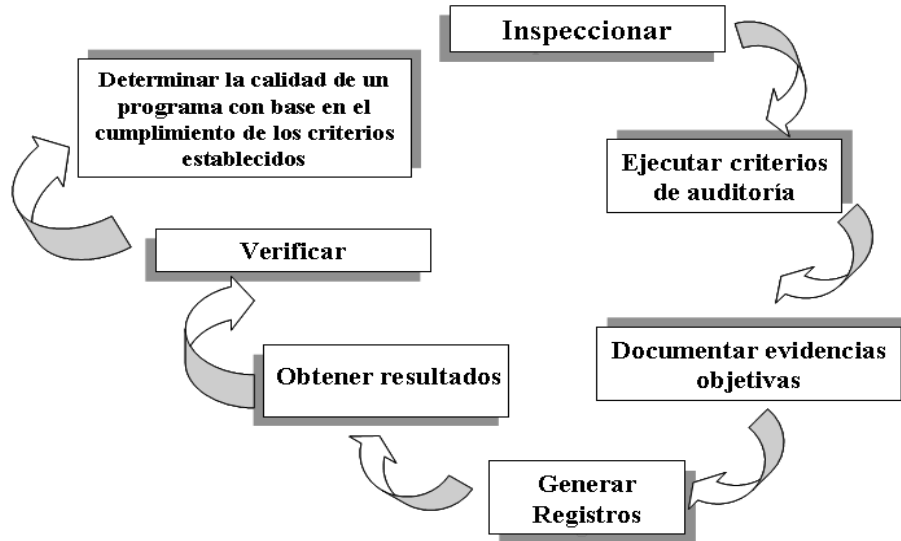 Inspeccionar
Ejecutar criterios
de auditoría
Documentar evidencias
objetivas
Generar
Registros
Obtener resultados
Verificar
Determinar la calidad de un
programa con base en el
cumplimiento de los criterios
establecidos